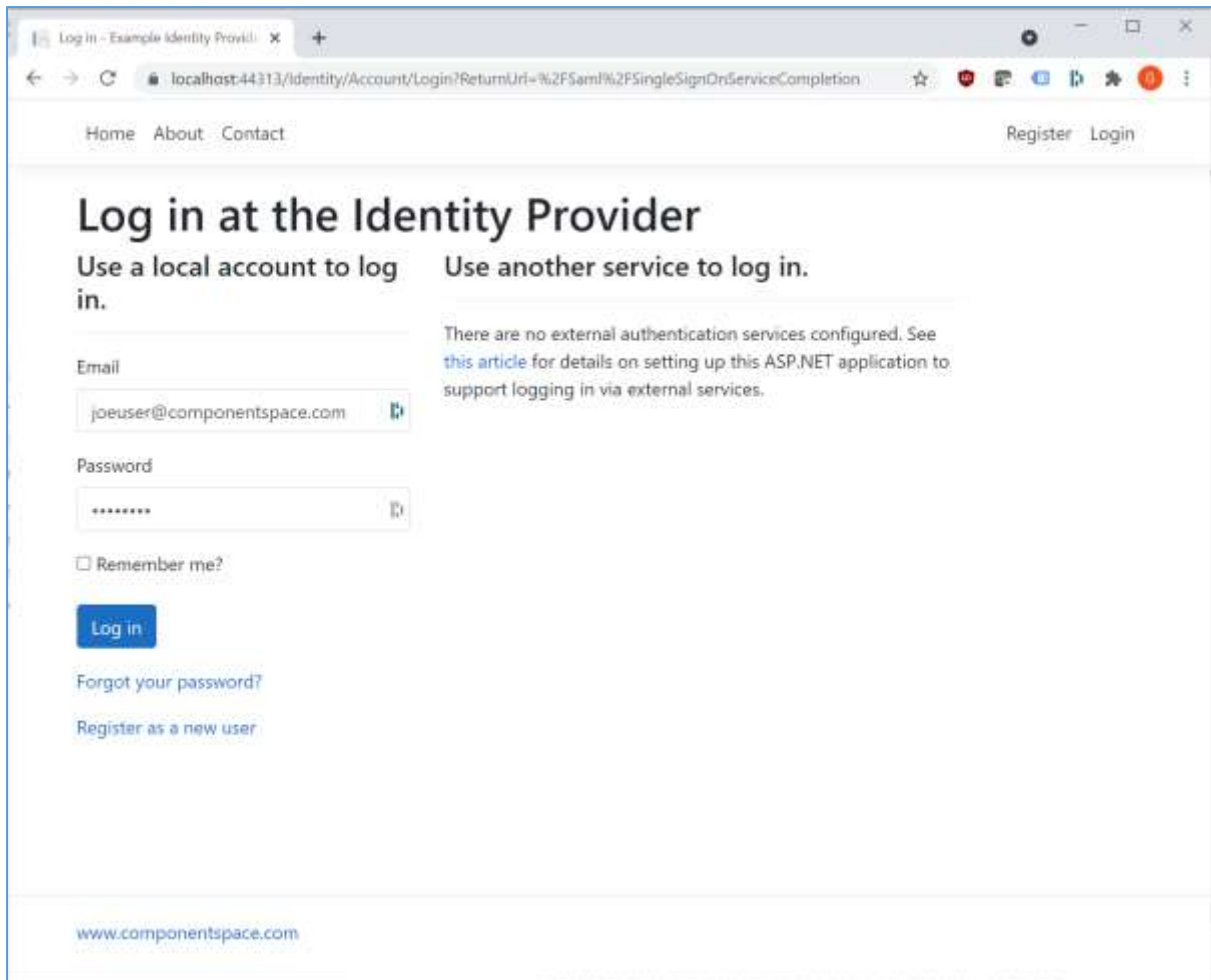 Log in - Example Identity Provid
localhost:44313/Identity/Account/Login?ReturnUrl=%2FSaml%2FSingleSignOnServiceCompletion
Home About Contact Register Login
Log in at the Identity Provider
Use a local account to log
in.
Use another service to log in.
There are no external authentication services configured. See
this article for details on setting up this ASP.NET application to
support logging in via external services.
Email
joeuser@componentspace.com
Password
••••••••
Remember me?
Log in
Forgot your password?
Register as a new user
www.componentspace.com